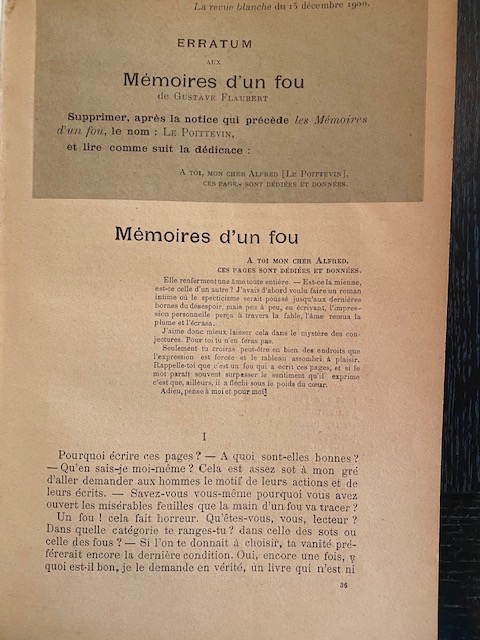 La revue blanche du 15 décembre 1900.
ERRATUM
AUX
Mémoires d'un fou
de GUSTAVE FLAUBERT
Supprimer, après la notice qui précède les Mémoires
d'un fou, le nom : LE POITTEVIN,
et lire comme suit la dédicace :
A TOI, MON CHER ALFRED [LE POITTEVIN],
CES PAGES SONT DÉDIÉES ET DONNÉES.
Mémoires d'un fou
A TOI MON CHER ALFRED.
CES PAGES SONT DÉDIÉES ET DONNÉES.
Elle renferment une âme toute entière. — Est-ce la mienne,
est-ce celle d'un autre ? J'avais d'abord voulu faire un roman
intime où le specticisme serait poussé jusqu'aux dernières
bornes du désespoir, mais peu à peu, en écrivant, l'impres-
sion personnelle perça à travers la fable, l'âme remua la
plume et l'écrasa.
J'aime donc mieux laisser cela dans le mystère des con-
jectures. Pour toi tu n'en feras pas.
Seulement tu croiras peut-être en bien des endroits que
l'expression est forcée et le tableau assombri à plaisir.
Rappelle-toi que c'est un fou qui a écrit ces pages, et si le
mot paraît souvent surpasser le sentiment qu'il exprime
c'est que, ailleurs, il a fléchi sous le poids du cœur.
Adieu, pense à moi et pour moi!
I
Pourquoi écrire ces pages ? — A quoi sont-elles bonnes ?
— Qu'en sais-je moi-même ? Cela est assez sot à mon gré
d'aller demander aux hommes le motif de leurs actions et de
leurs écrits. — Savez-vous vous-même pourquoi vous avez
ouvert les misérables feuilles que la main d'un fou va tracer ?
Un fou ! cela fait horreur. Qu'êtes-vous, vous, lecteur ?
Dans quelle catégorie te ranges-tu ? dans celle des sots ou
celle des fous ? — Si l'on te donnait à choisir, ta vanité pré-
férerait encore la dernière condition. Oui, encore une fois, y
quoi est-il bon, je le demande en vérité, un livre qui n'est ni
36